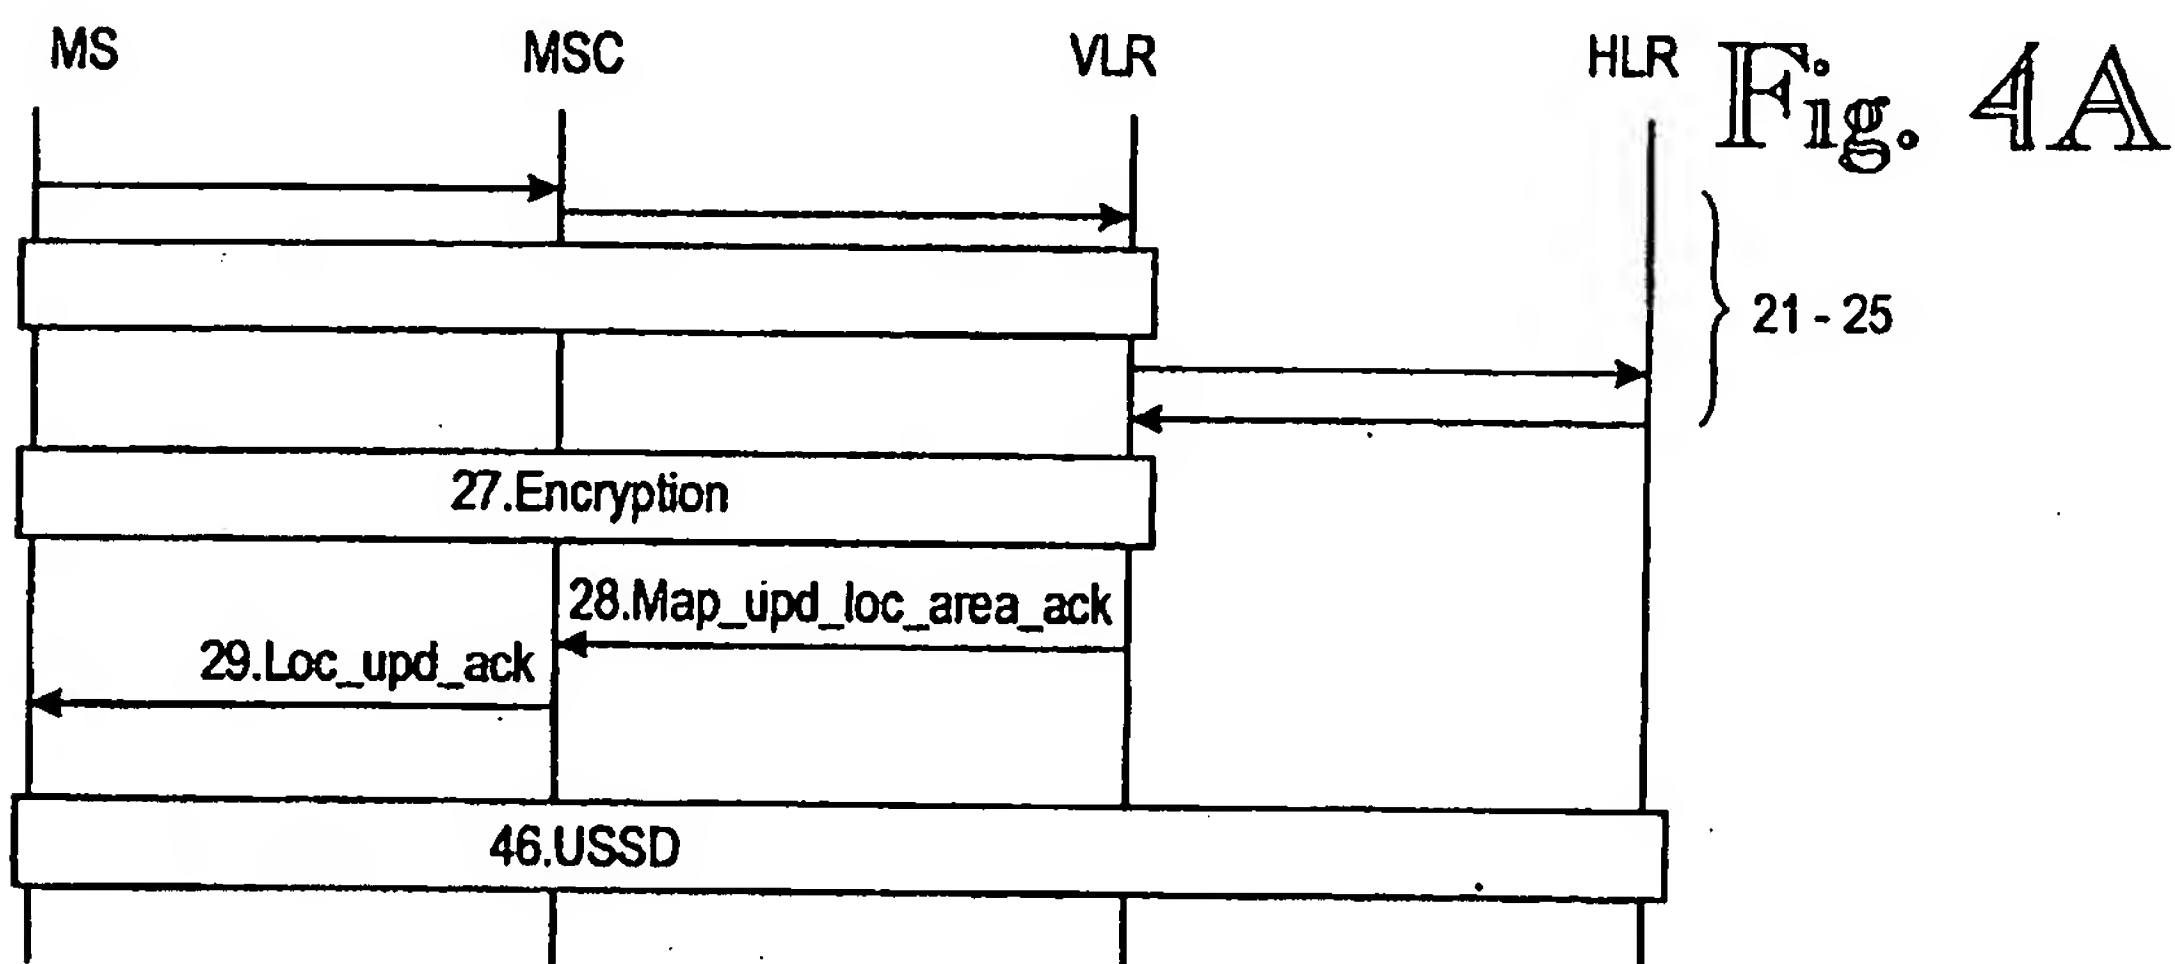 MS
MSC
VLR
HLR
Fig. 4A
21 - 25
27.Encryption
28.Map_upd_loc_area_ack
29.Loc_upd_ack
46.USSD